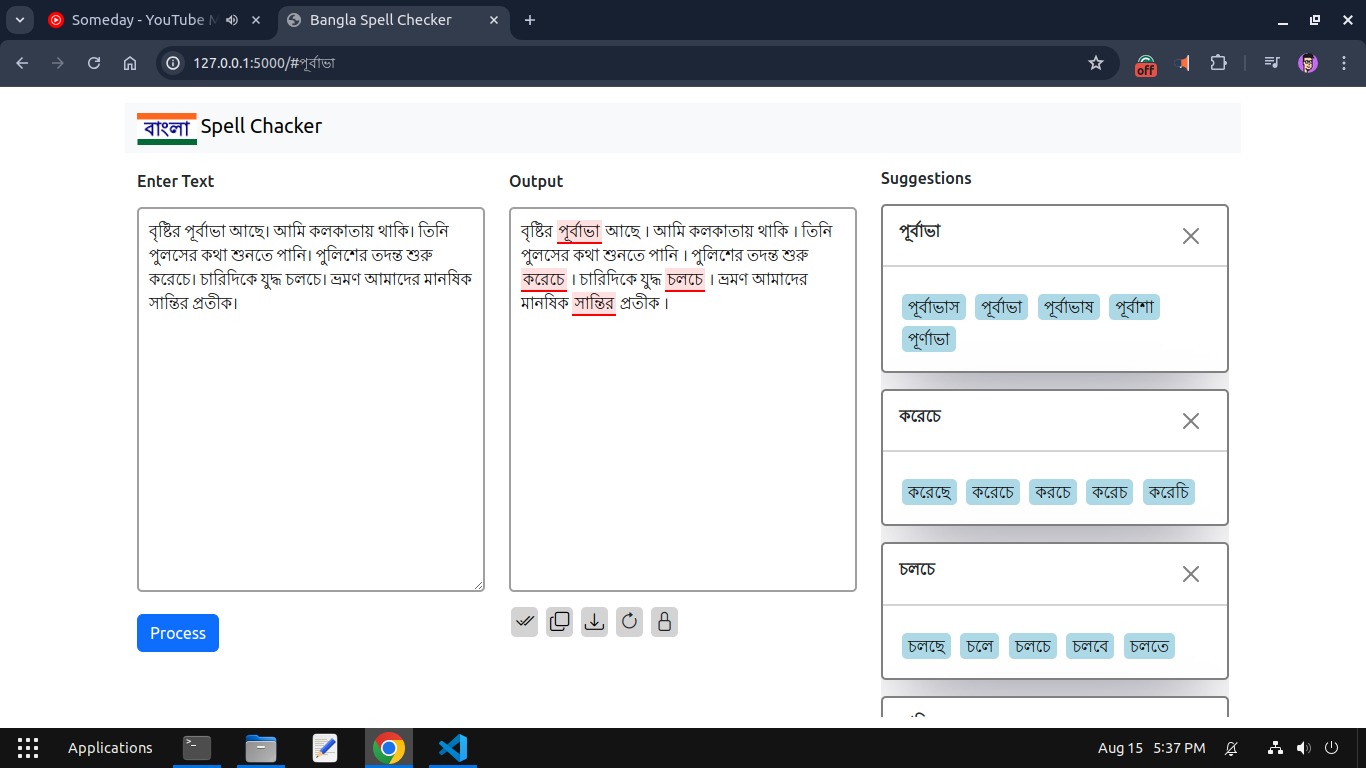 Someday - YouTube M
Bangla Spell Checker
127.0.0.1:5000/#পূর্বাভা
off
বাংলা Spell Chacker
Enter Text
বৃষ্টির পূর্বাভা আছে। আমি কলকাতায় থাকি। তিনি
পুলসের কথা শুনতে পানি। পুলিশের তদন্ত শুরু
করেচে। চারিদিকে যুদ্ধ চলচে। ভ্রমণ আমাদের মানষিক
সান্তির প্রতীক।
Process
Output
বৃষ্টির পূর্বাভা আছে । আমি কলকাতায় থাকি । তিনি
পুলসের কথা শুনতে পানি । পুলিশের তদন্ত শুরু
করেচে । চারিদিকে যুদ্ধ চলচে । ভ্রমণ আমাদের
মানষিক সান্তির প্রতীক ।
Suggestions
পূর্বাভা
পূর্বাভাস পূর্বাভা পূর্বাভাষ পূর্বাশা
পূর্ণাভা
করেচে
করেছে করেচে করচে করেচ করেচি
চলচে
চলছে চলে চলচে চলবে চলতে
Applications
Aug 15 5:37 PM